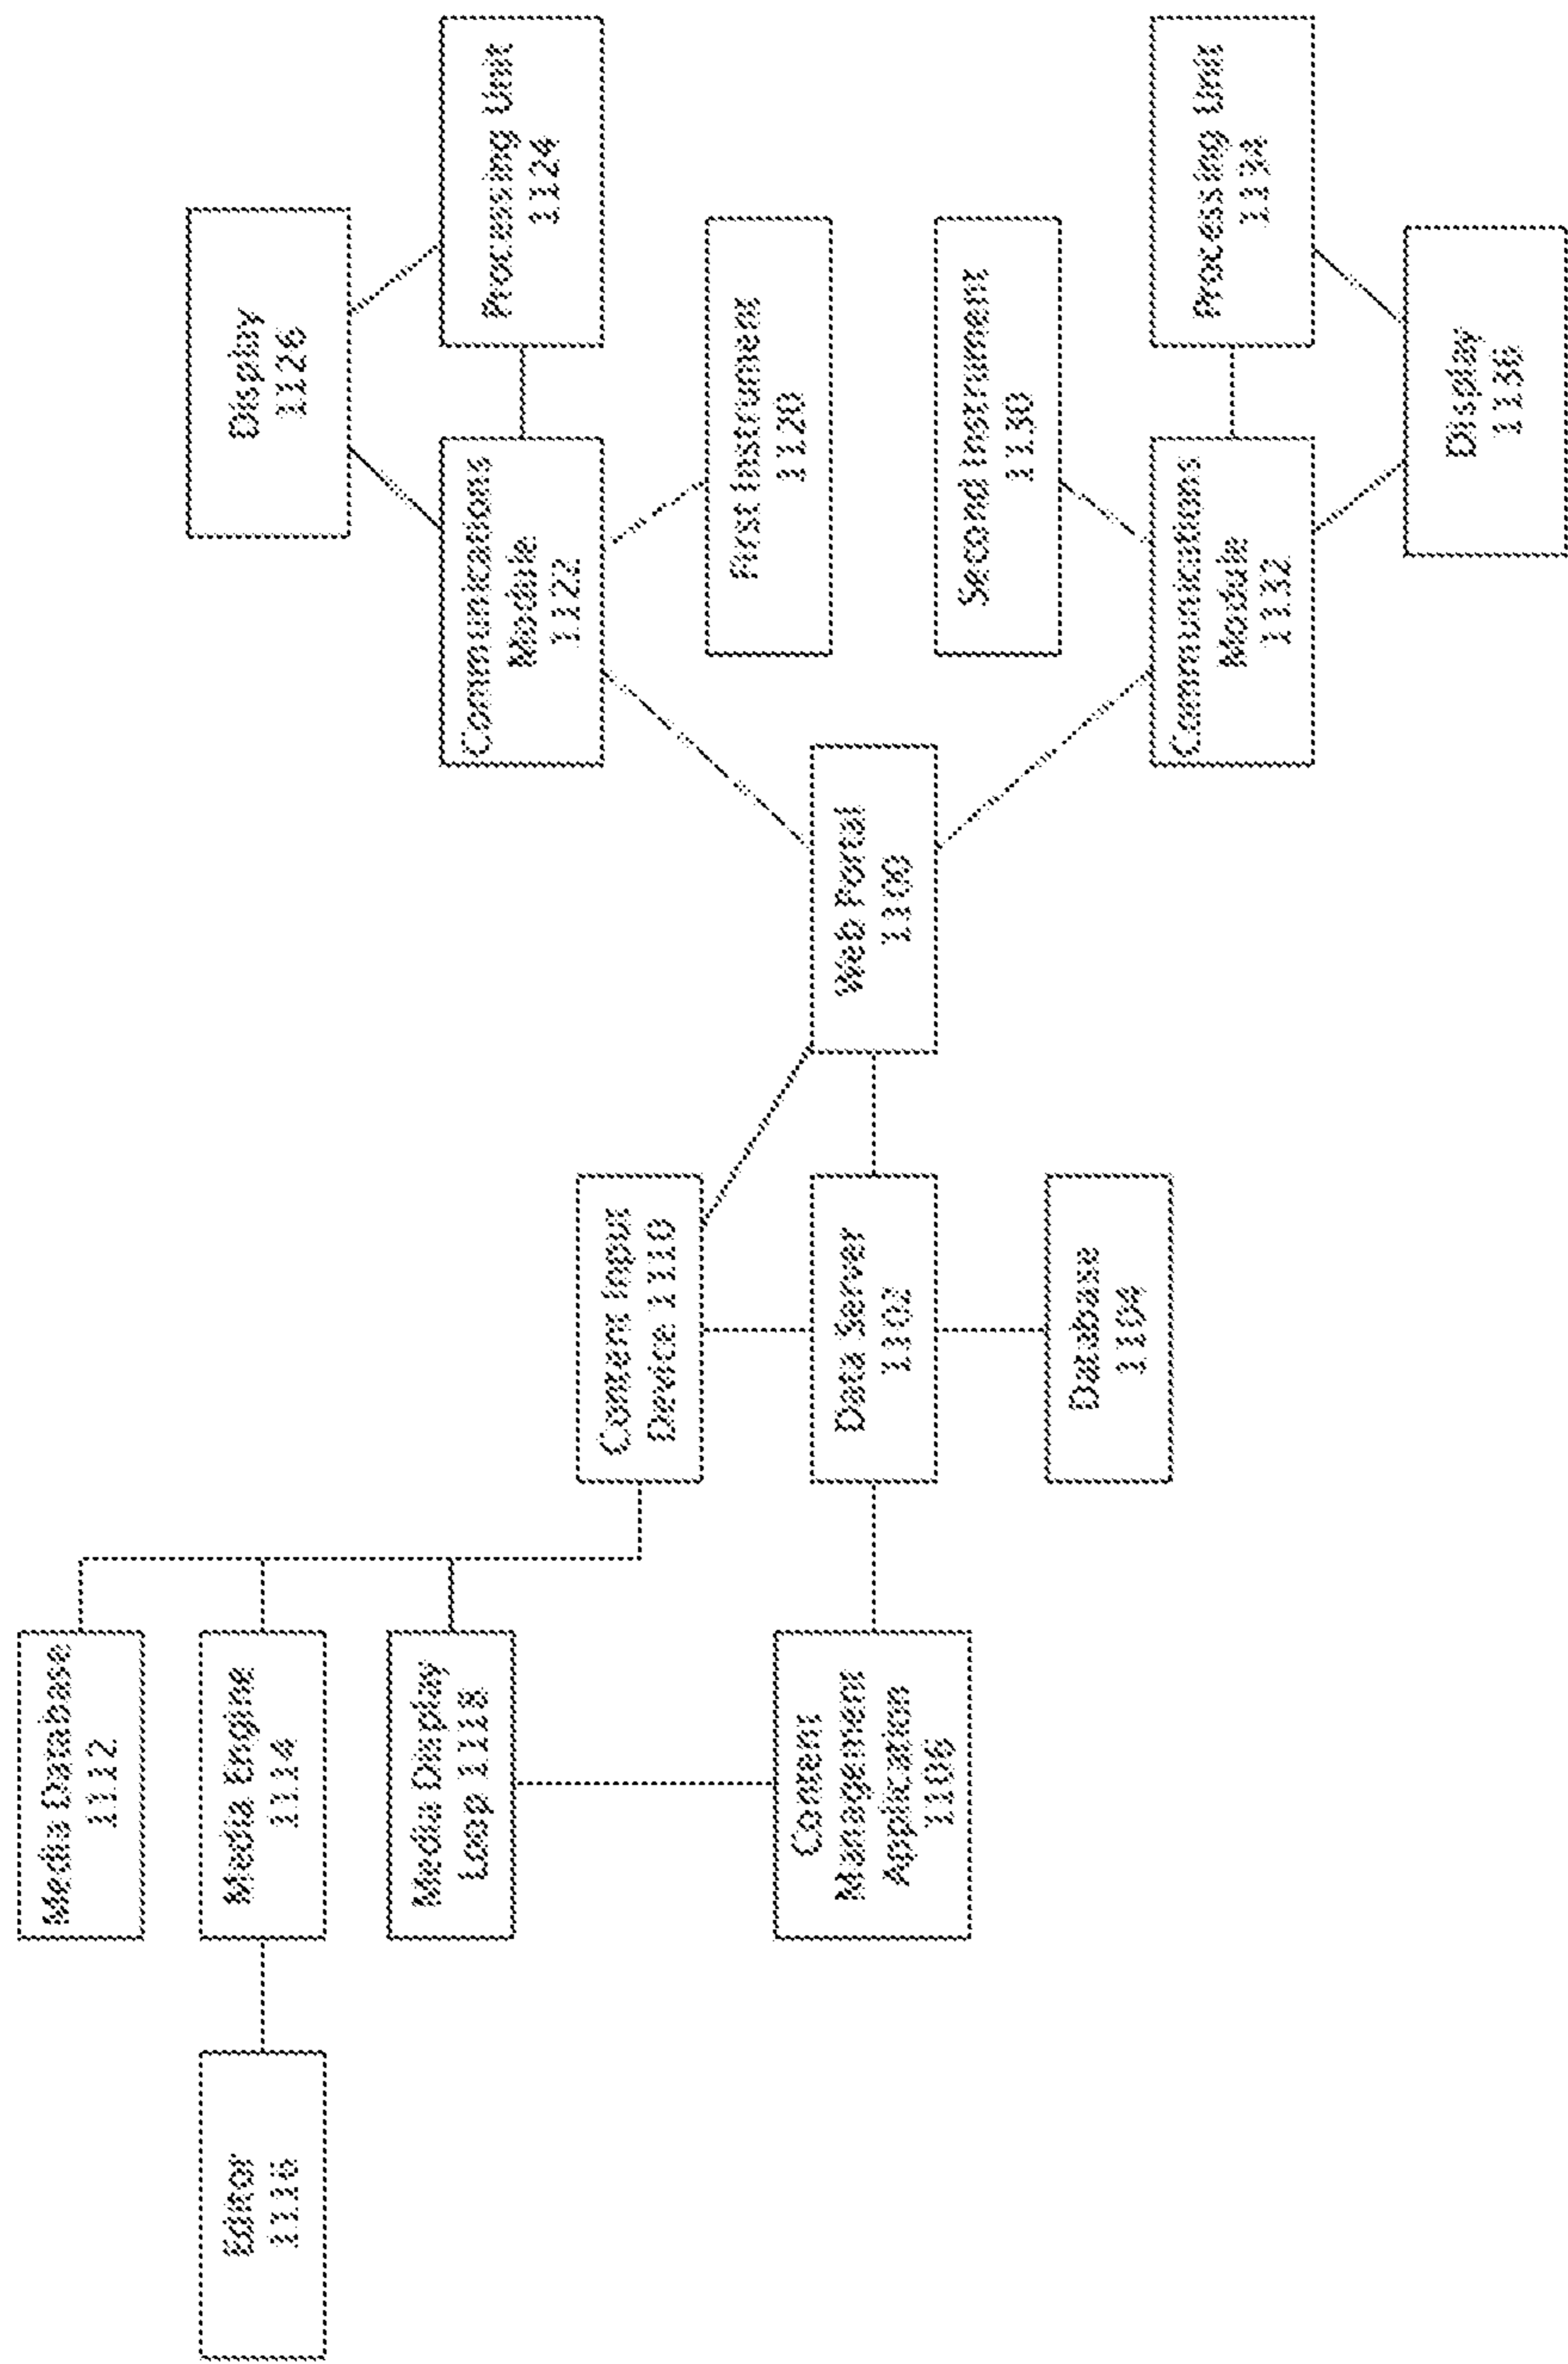 Editor
1116
Media Database
1112
Media Engine
1114
Media Display
Loop 1118
Content
Management
Application
1106
Content Input
Device 1110
Data Server
1102
Database
1104
Web Portal
1100
Display
1126
Communications
Module
1122
Processing Unit
1124
First Instrument
1120
Second Instrument
1130
Communications
Module
1132
Processing Unit
1134
Display
1136